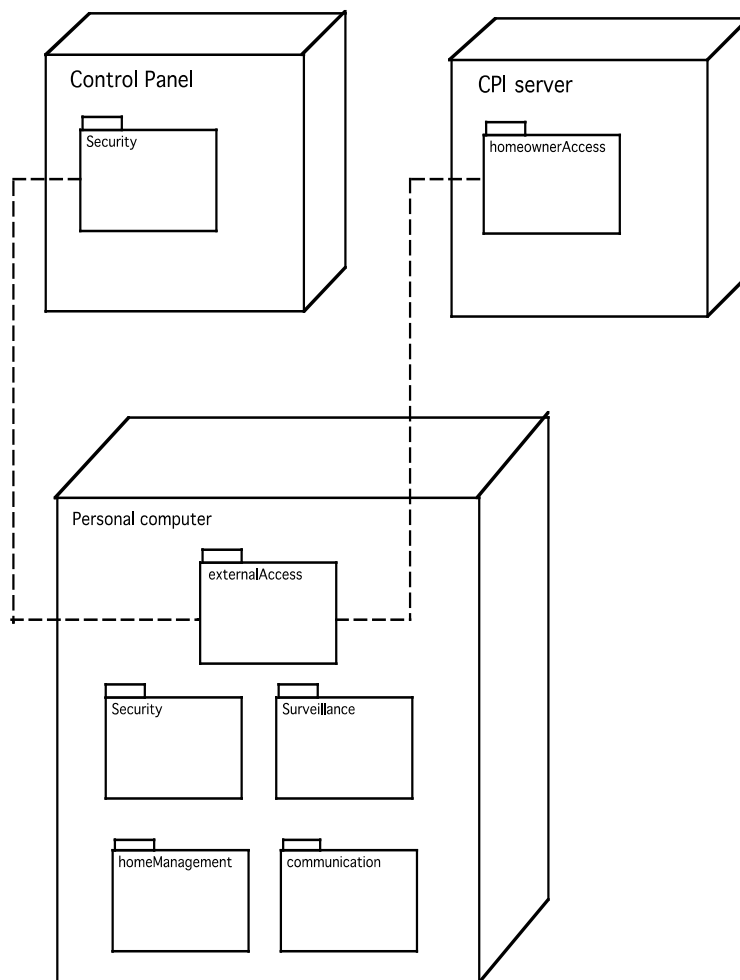 Control Panel
Security
CPI server
homeownerAccess
Personal computer
externalAccess
Security
Surveillance
homeManagement
communication